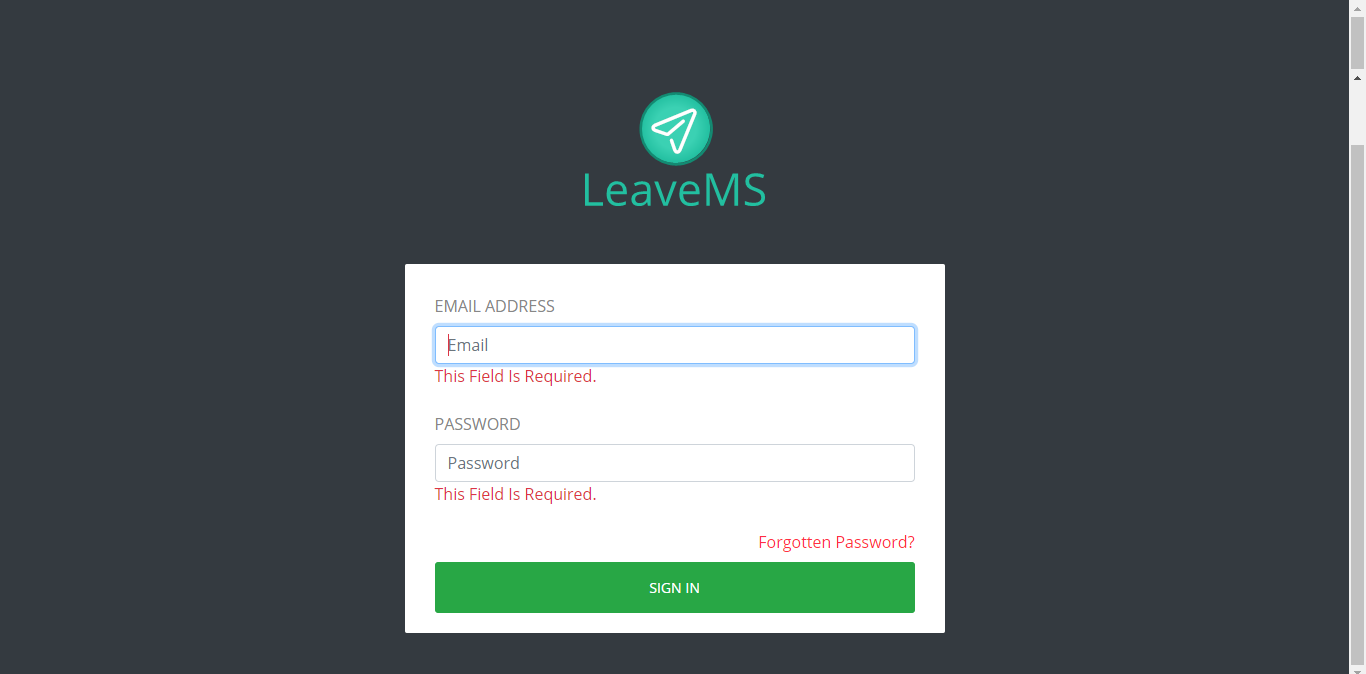 LeaveMS
EMAIL ADDRESS
Email
This Field Is Required.
PASSWORD
Password
This Field Is Required.
Forgotten Password?
SIGN IN